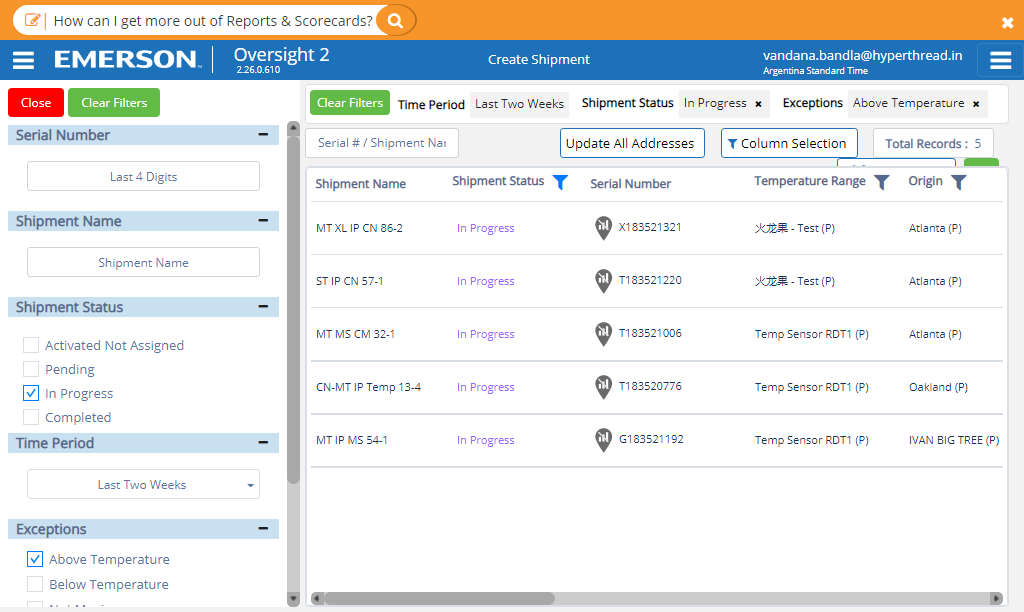 How can I get more out of Reports & Scorecards?
EMERSON
Oversight 2
2.26.0.610
Create Shipment
vandana.bandla@hyperthread.in
Argentina Standard Time
Close
Clear Filters
Serial Number
Last 4 Digits
Shipment Name
Shipment Name
Shipment Status
Activated Not Assigned
Pending
In Progress
Completed
Time Period
Last Two Weeks
Exceptions
Above Temperature
Below Temperature
Clear Filters Time Period Last Two Weeks Shipment Status In Progress × Exceptions Above Temperature ×
Serial # / Shipment Nar Update All Addresses Column Selection Total Records : 5
Shipment Name Shipment Status Serial Number Temperature Range Origin
MT XL IP CN 86-2 In Progress X183521321 火龙果 - Test (P) Atlanta (P)
ST IP CN 57-1 In Progress T183521220 火龙果 - Test (P) Atlanta (P)
MT MS CM 32-1 In Progress T183521006 Temp Sensor RDT1 (P) Atlanta (P)
CN-MT IP Temp 13-4 In Progress T183520776 Temp Sensor RDT1 (P) Oakland (P)
MT IP MS 54-1 In Progress G183521192 Temp Sensor RDT1 (P) IVAN BIG TREE (P)